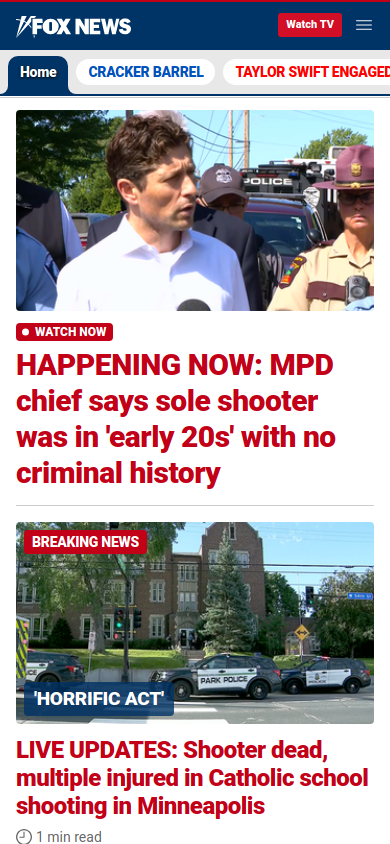 FOX NEWS
Watch TV
Home
CRACKER BARREL
TAYLOR SWIFT ENGAGED
POLICE
WATCH NOW
HAPPENING NOW: MPD
chief says sole shooter
was in 'early 20s' with no
criminal history
BREAKING NEWS
PARK POLICE
'HORRIFIC ACT'
LIVE UPDATES: Shooter dead,
multiple injured in Catholic school
shooting in Minneapolis
1 min read